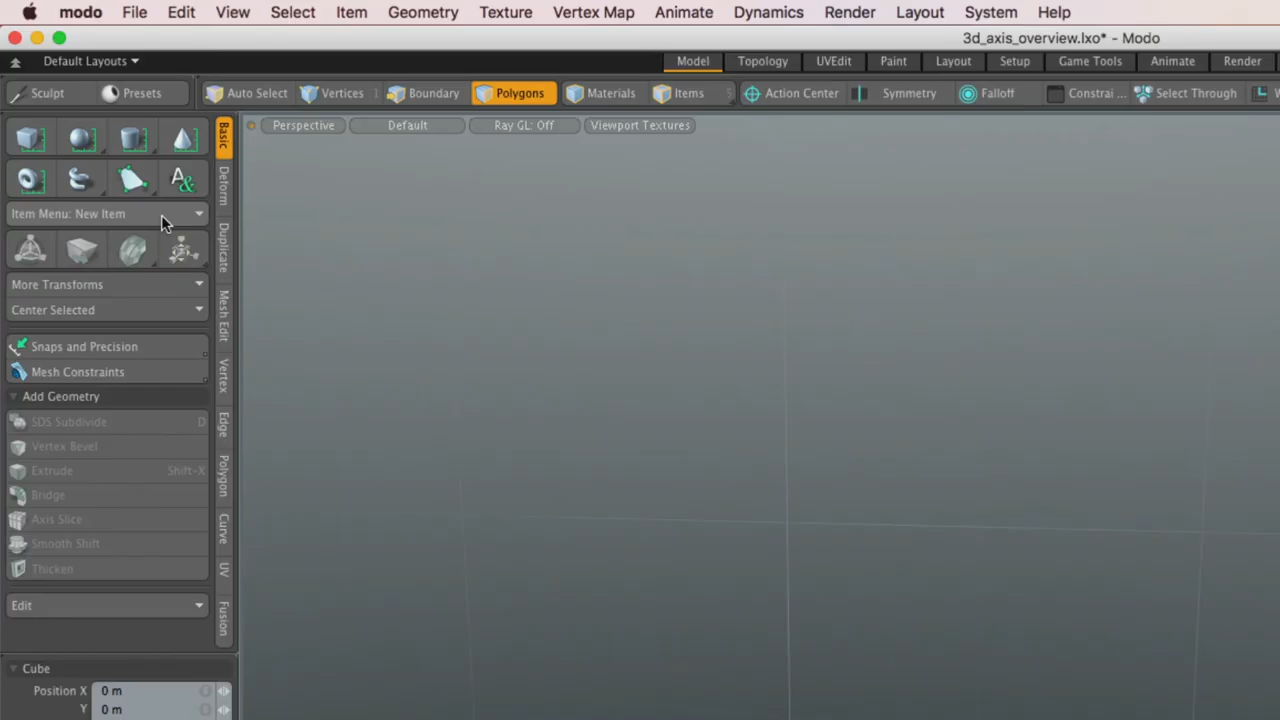 modo File Edit View Select Item Geometry Texture Vertex Map Animate Dynamics Render Layout System Help
3d_axis_overview.lxo* - Modo
Default Layouts Model Topology UVEdit Paint Layout Setup Game Tools Animate Render
Sculpt Presets Auto Select Vertices 1 Boundary Polygons Materials Items 5 Action Center Symmetry Falloff Constrai ... Select Through W
Perspective Default Ray GL: Off Viewport Textures
Basic
Deform
Duplicate
Mesh Edit
Vertex
Edge
Polygon
Curve
UV
Fusion
Item Menu: New Item
More Transforms
Center Selected
Snaps and Precision
Mesh Constraints
Add Geometry
SDS Subdivide D
Vertex Bevel
Extrude Shift-X
Bridge
Axis Slice
Smooth Shift
Thicken
Edit
Cube
Position X 0 m
Y 0 m